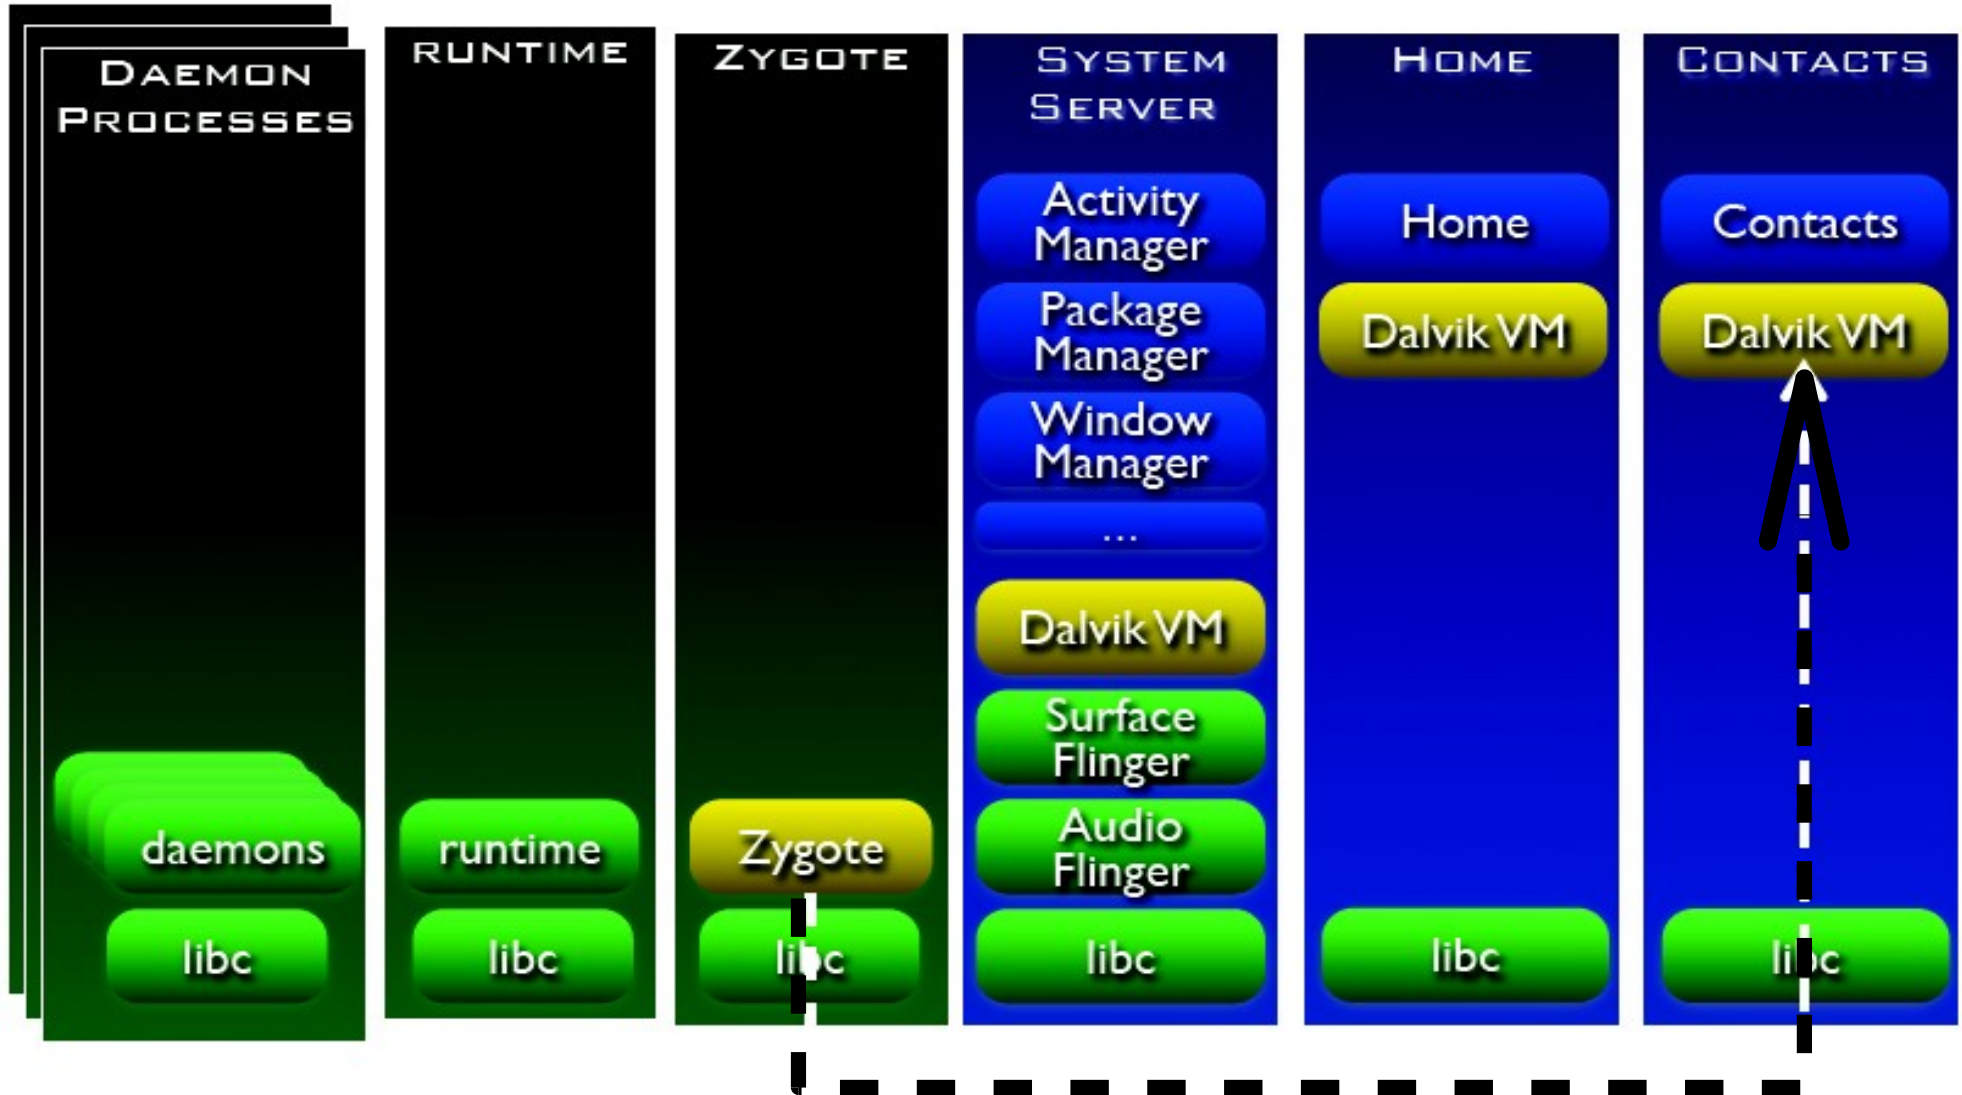 DAEMON
PROCESSES
daemons
libc
RUNTIME
runtime
libc
ZYGOTE
Zygote
libc
SYSTEM
SERVER
Activity
Manager
Package
Manager
Window
Manager
...
Dalvik VM
Surface
Flinger
Audio
Flinger
libc
HOME
Home
Dalvik VM
libc
CONTACTS
Contacts
Dalvik VM
libc